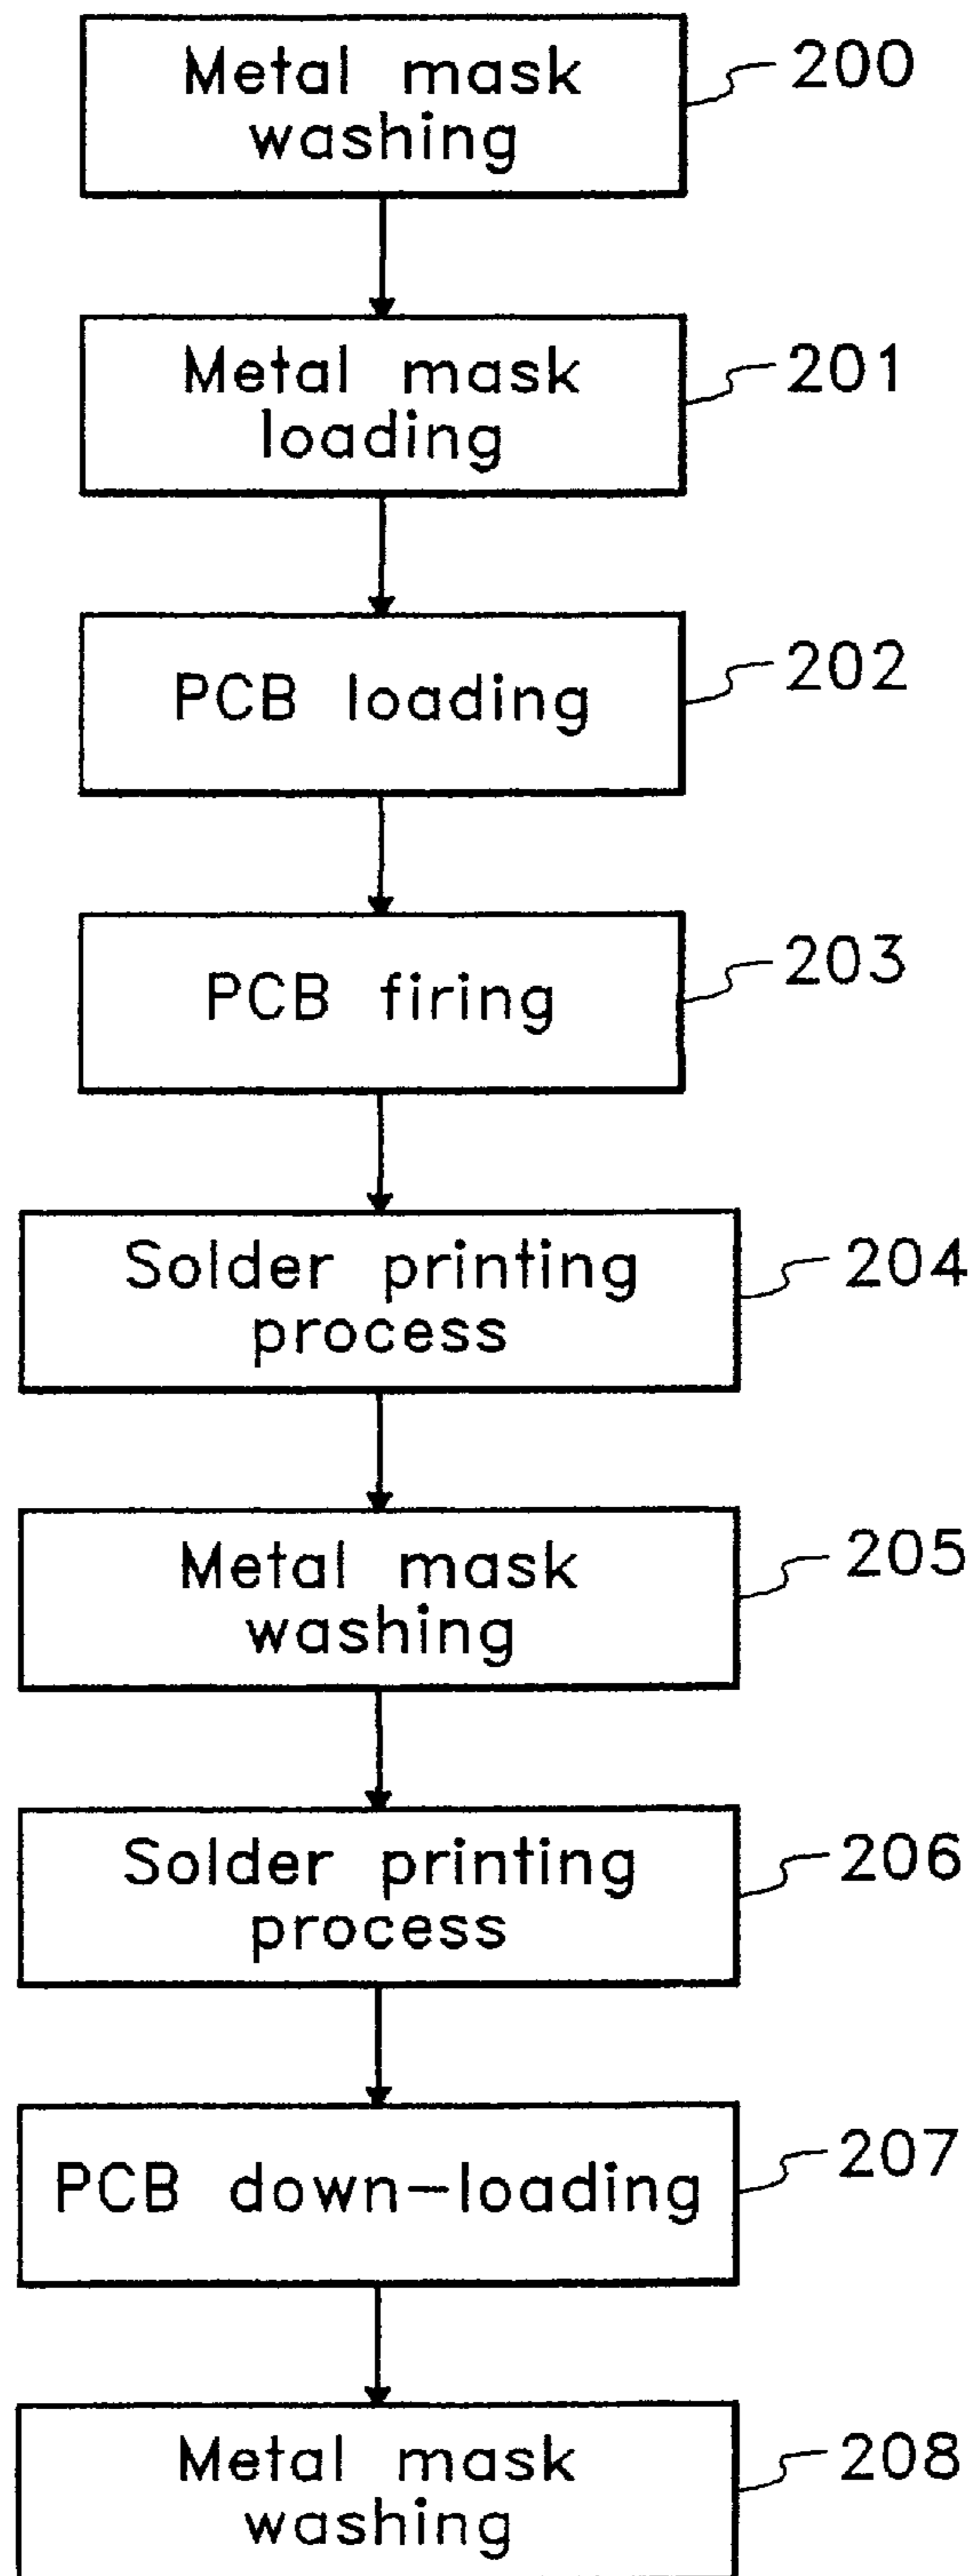 Metal mask
washing
200
Metal mask
loading
201
PCB loading
202
PCB firing
203
Solder printing
process
204
Metal mask
washing
205
Solder printing
process
206
PCB down-loading
207
Metal mask
washing
208